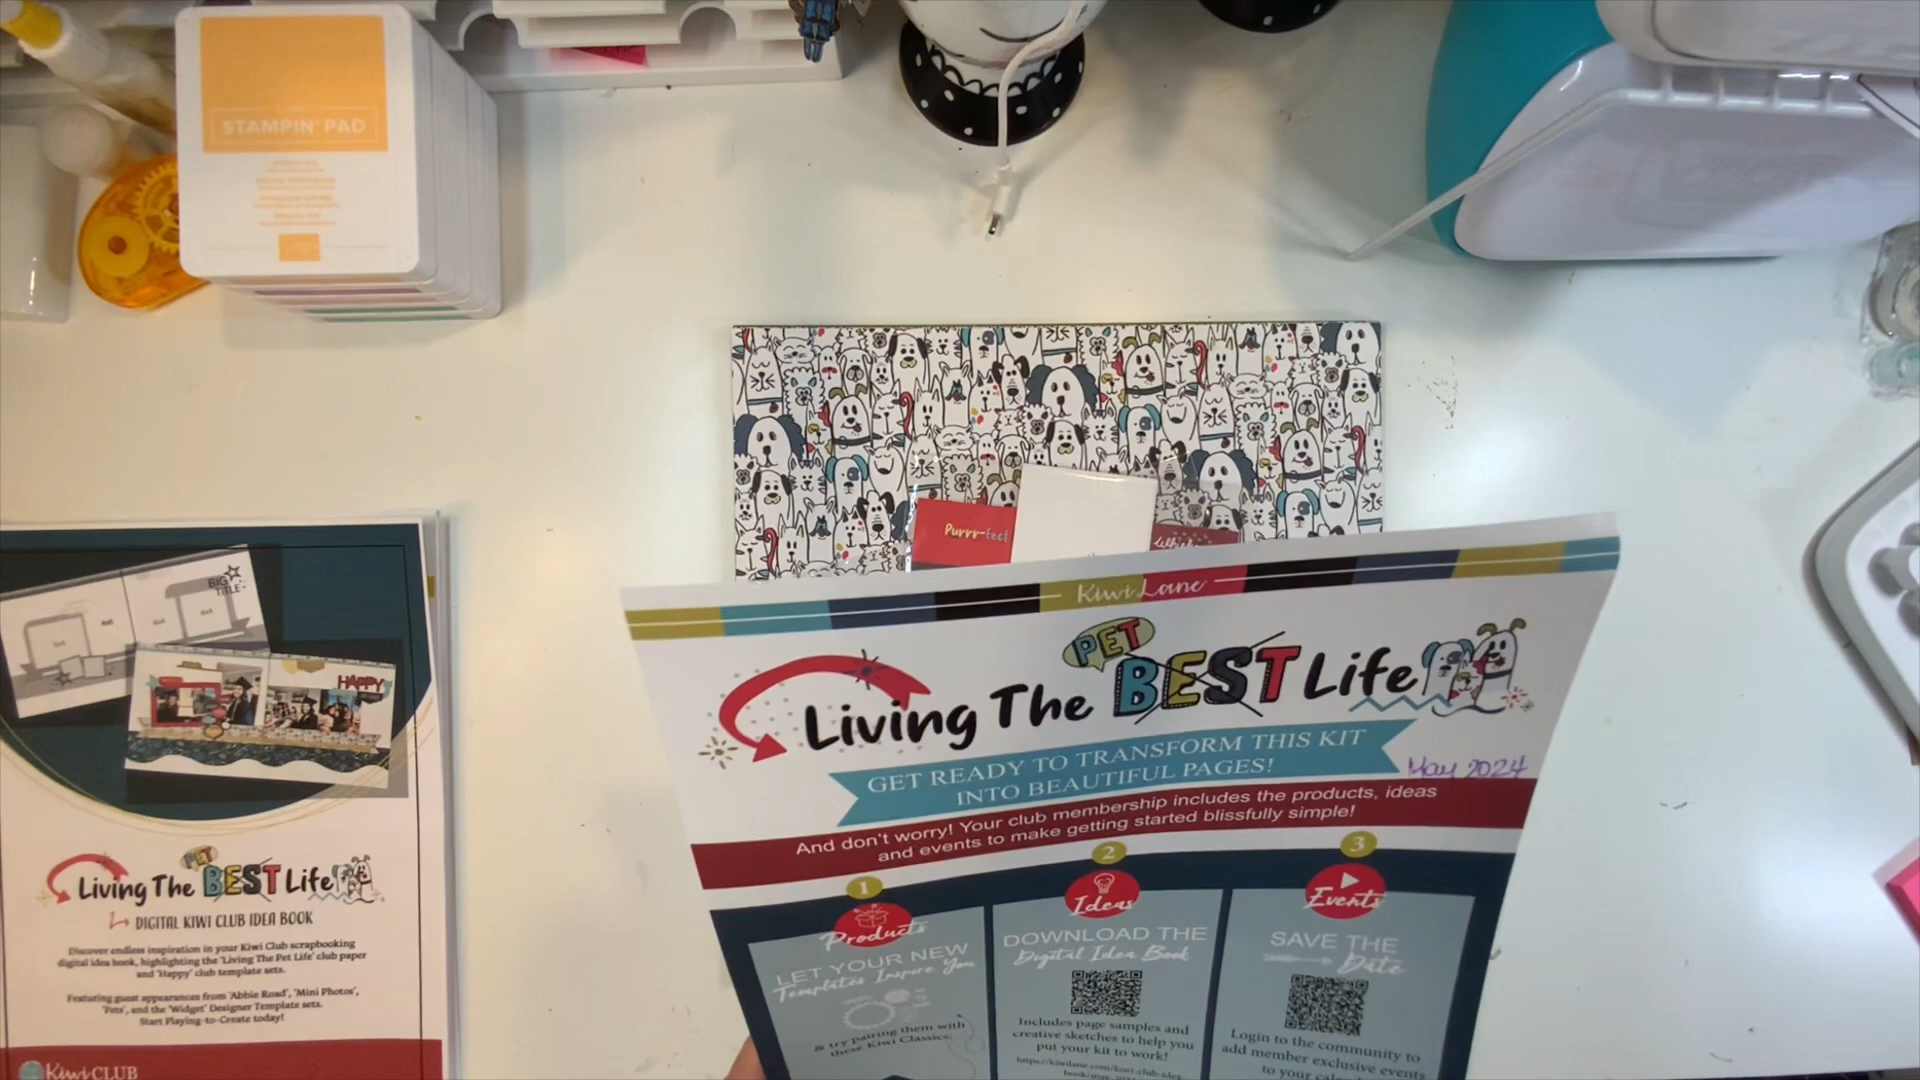 STAMPIN' PAD
BIG
TITLE
HAPPY
Living The PET BEST Life
DIGITAL KIWI CLUB IDEA BOOK
Discover endless inspiration in your Kiwi Club scrapbooking
digital idea book, highlighting the 'Living The Pet Life' club paper
and 'Happy' club template sets.
Featuring guest appearances from 'Abbie Road', 'Mini Photos',
'Pets', and the 'Widget' Designer Template sets.
Start Playing-to-Create today!
Kiwi CLUB
Purrr-fect
Kiwi Lane
PET
Living The BEST Life
GET READY TO TRANSFORM THIS KIT
INTO BEAUTIFUL PAGES!
May 2024
And don't worry! Your club membership includes the products, ideas
and events to make getting started blissfully simple!
1
Products
LET YOUR NEW
Templates Inspire You
& try pairing them with
these Kiwi Classics
2
Ideas
DOWNLOAD THE
Digital Idea Book
Includes page samples and
creative sketches to help you
put your kit to work!
3
Events
SAVE THE
Date
Login to the community to
add member exclusive events